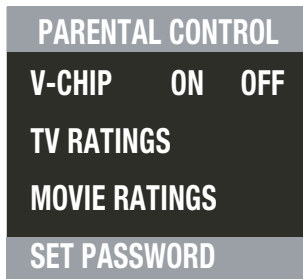 PARENTAL CONTROL
V-CHIP ON OFF
TV RATINGS
MOVIE RATINGS
SET PASSWORD